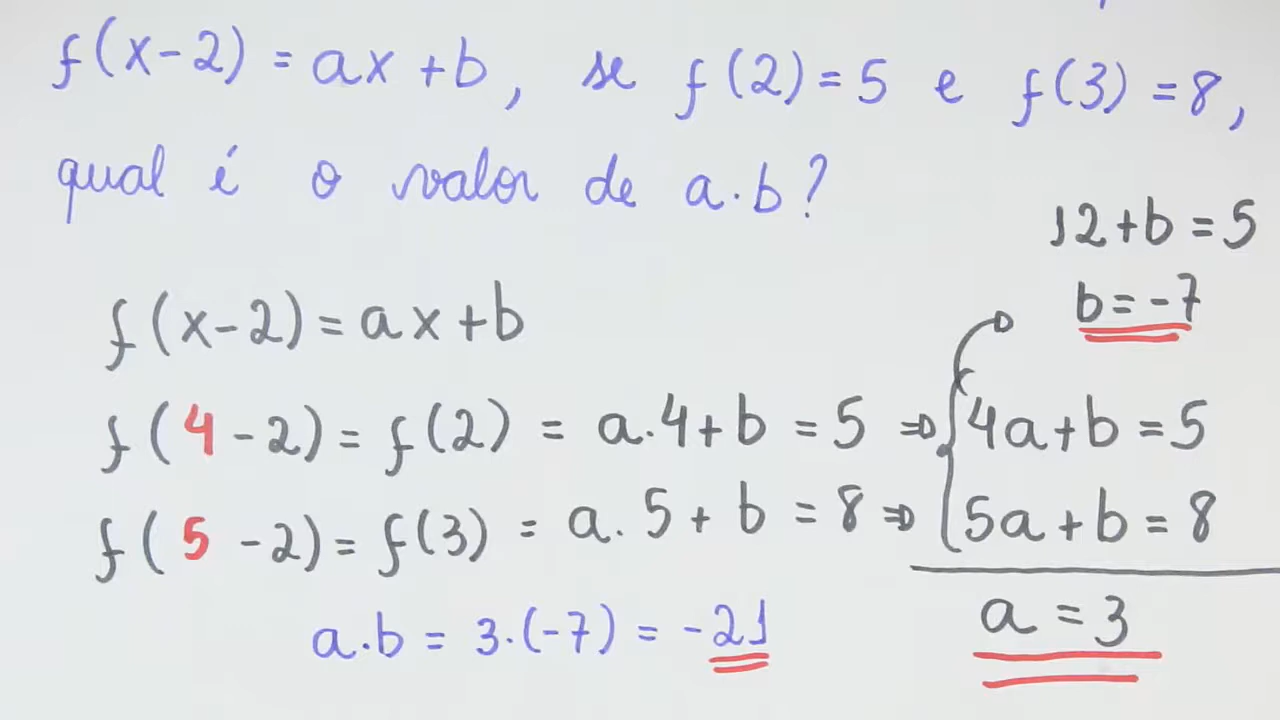 f(x-2) = ax + b, se f(2) = 5 e f(3) = 8,
qual é o valor de a.b?
12 + b = 5
b = -7
f(x-2) = ax + b
f(4-2) = f(2) = a.4 + b = 5 ⇒ 4a + b = 5
f(5-2) = f(3) = a.5 + b = 8 ⇒ 5a + b = 8
a = 3
a.b = 3.(-7) = -21